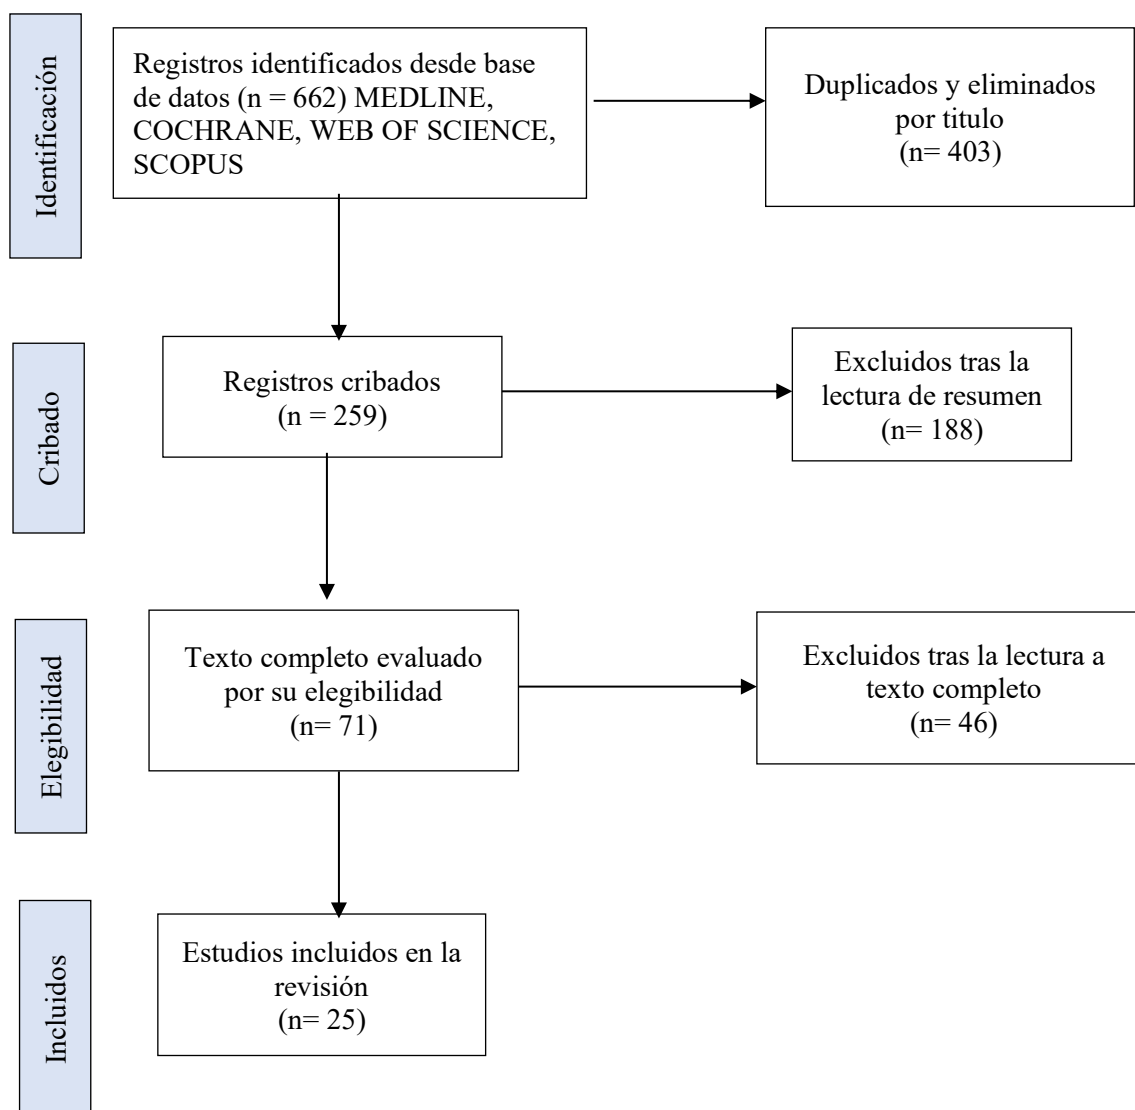 Identificación
Registros identificados desde base
de datos (n = 662) MEDLINE,
COCHRANE, WEB OF SCIENCE,
SCOPUS
Duplicados y eliminados
por titulo
(n= 403)
Cribado
Registros cribados
(n = 259)
Excluidos tras la
lectura de resumen
(n= 188)
Elegibilidad
Texto completo evaluado
por su elegibilidad
(n= 71)
Excluidos tras la lectura a
texto completo
(n= 46)
Incluidos
Estudios incluidos en la
revisión
(n= 25)